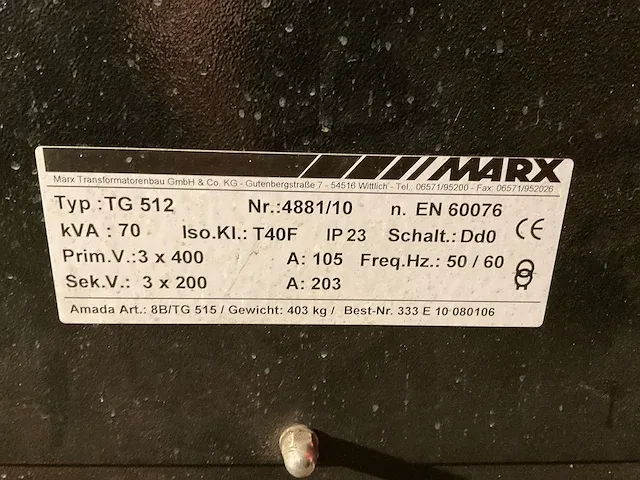 MARX
Marx Transformatorenbau GmbH & Co. KG - Gutenbergstraße 7 - 54516 Wittlich - Tel.: 06571/95200 - Fax: 06571/952026
Typ :TG 512 Nr.:4881/10 n. EN 60076
kVA : 70 Iso.Kl.: T40F IP 23 Schalt.: Dd0 CE
Prim.V.:3 x 400 A: 105 Freq.Hz.: 50 / 60
Sek.V.: 3 x 200 A: 203
Amada Art.: 8B/TG 515 / Gewicht: 403 kg / Best-Nr. 333 E 10 080106